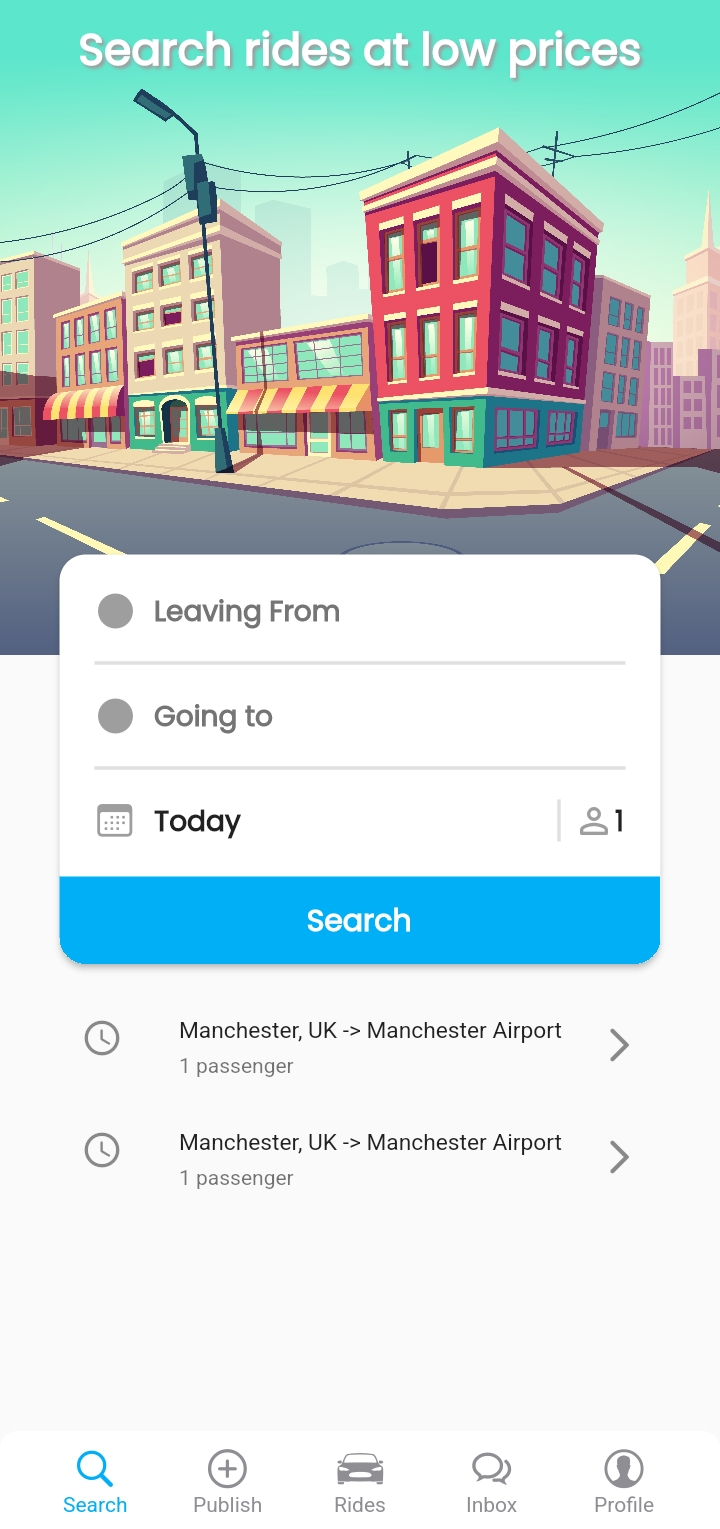 Search rides at low prices
Leaving From
Going to
Today 1
Search
Manchester, UK -> Manchester Airport
1 passenger
Manchester, UK -> Manchester Airport
1 passenger
Search Publish Rides Inbox Profile